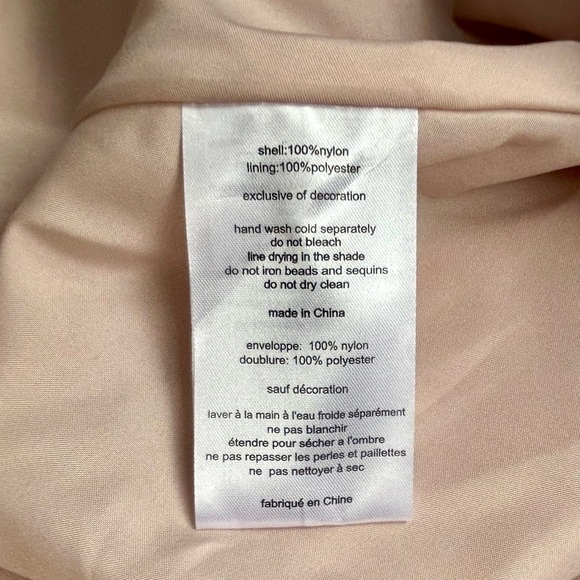 shell:100%nylon
lining:100%polyester
exclusive of decoration
hand wash cold separately
do not bleach
line drying in the shade
do not iron beads and sequins
do not dry clean
made in China
enveloppe: 100% nylon
doublure: 100% polyester
sauf décoration
laver à la main à l'eau froide séparément
ne pas blanchir
étendre pour sécher a l'ombre
ne pas repasser les perles et paillettes
ne pas nettoyer à sec
fabriqué en Chine